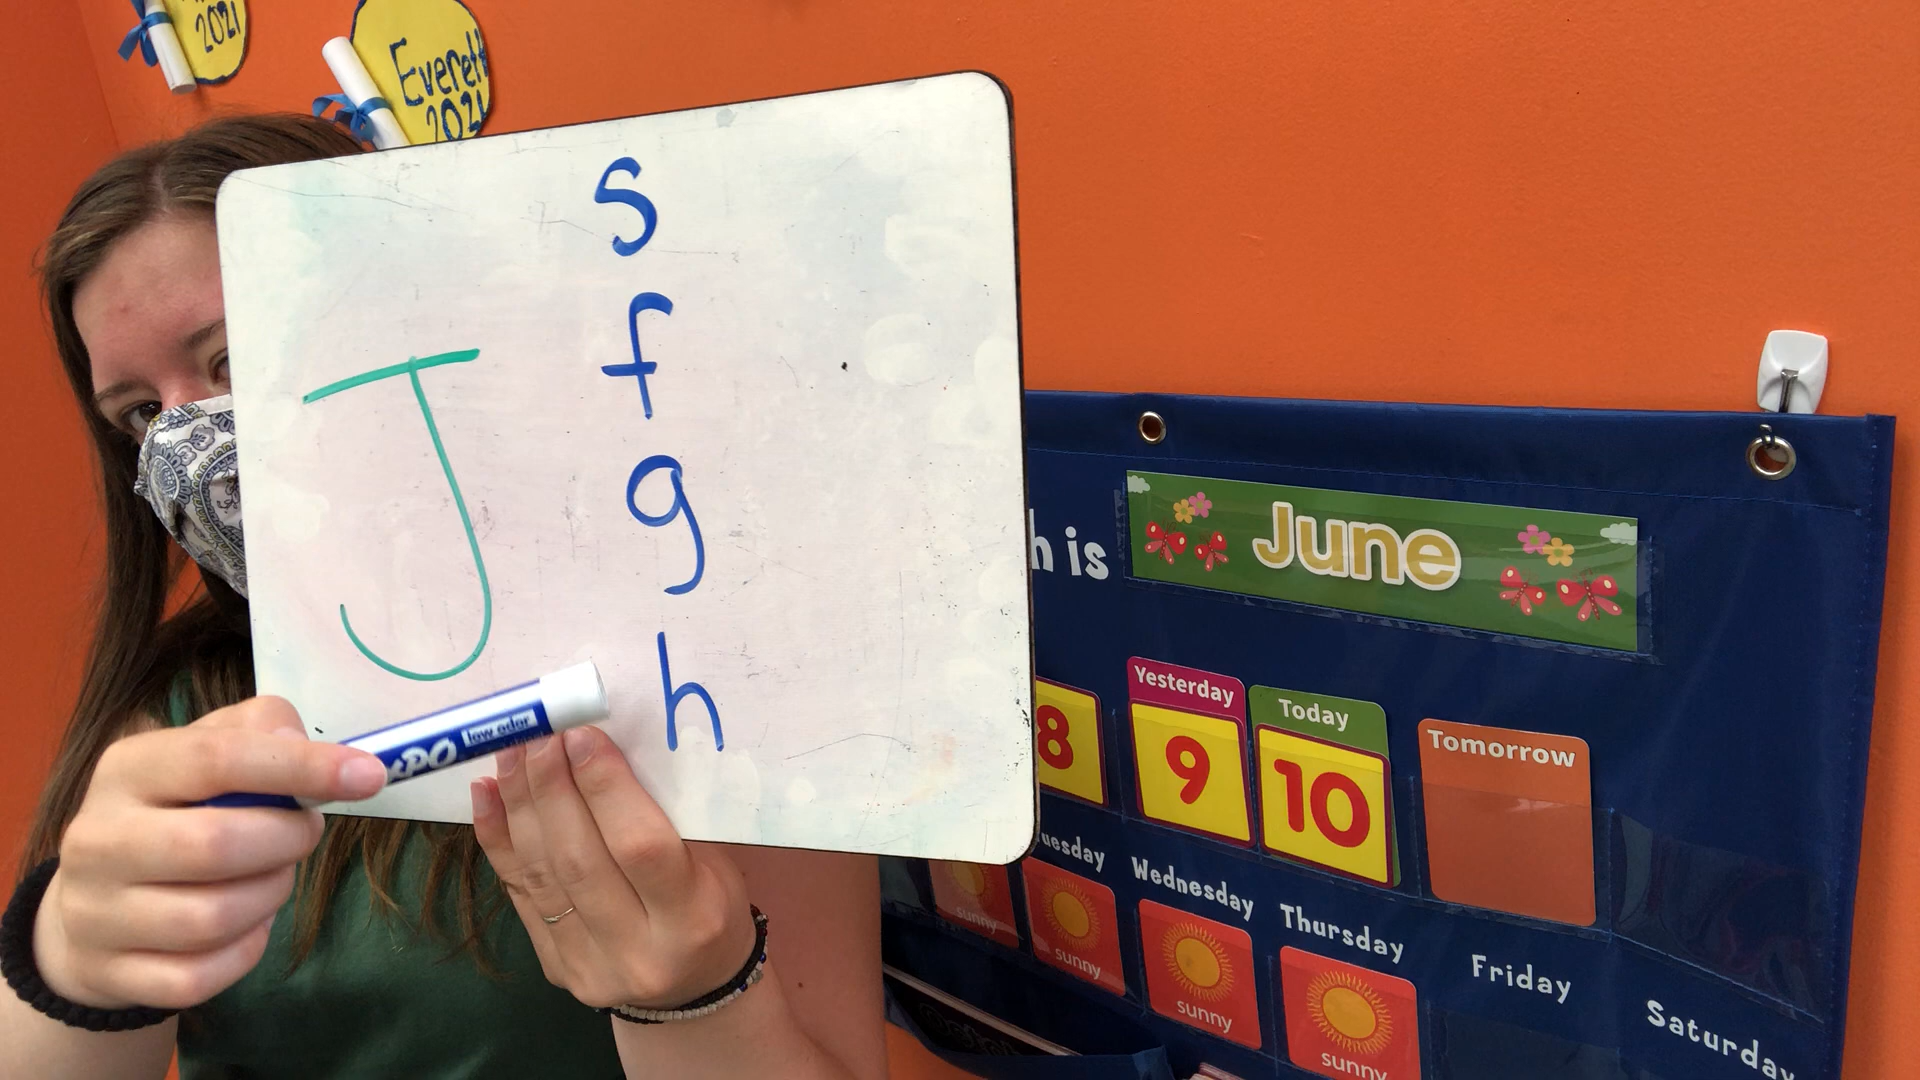 2021
Everett
2021
s
f
J
g
h
low odor
h is
June
Yesterday
Today
Tomorrow
8
9
10
uesday
Wednesday
Thursday
Friday
Saturday
sunny
sunny
sunny
sunny